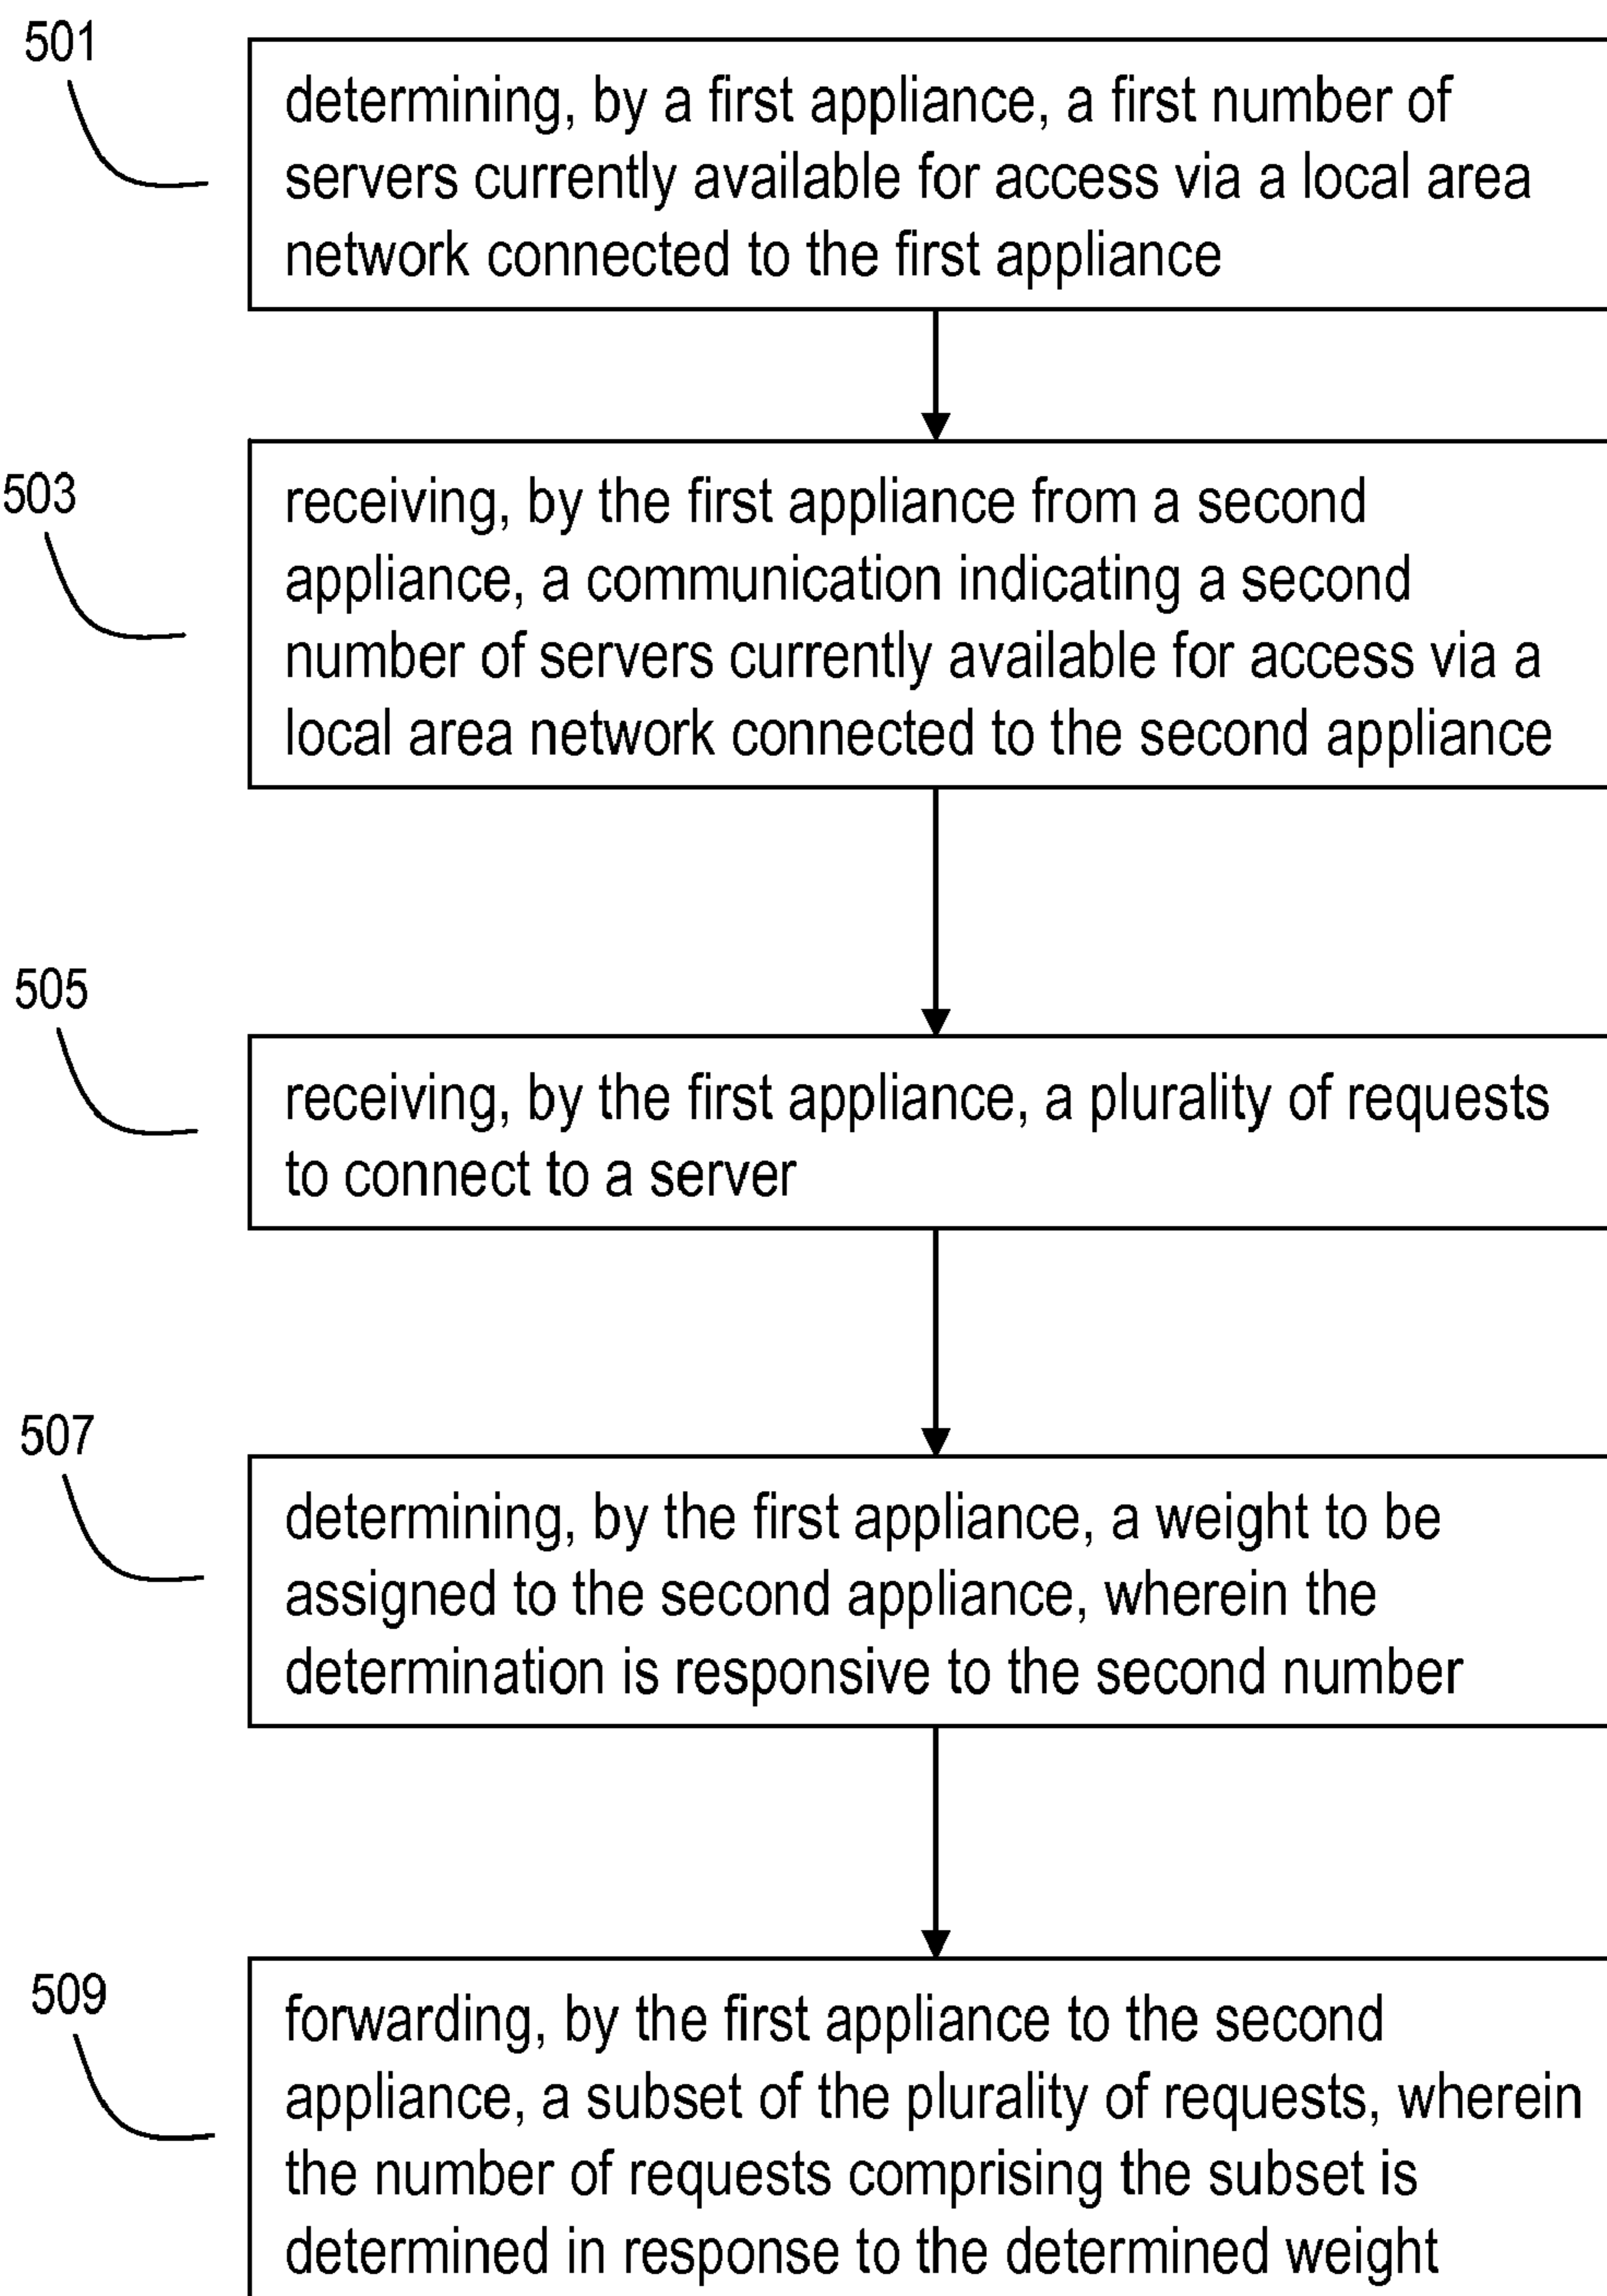 501
determining, by a first appliance, a first number of
servers currently available for access via a local area
network connected to the first appliance
503
receiving, by the first appliance from a second
appliance, a communication indicating a second
number of servers currently available for access via a
local area network connected to the second appliance
505
receiving, by the first appliance, a plurality of requests
to connect to a server
507
determining, by the first appliance, a weight to be
assigned to the second appliance, wherein the
determination is responsive to the second number
509
forwarding, by the first appliance to the second
appliance, a subset of the plurality of requests, wherein
the number of requests comprising the subset is
determined in response to the determined weight